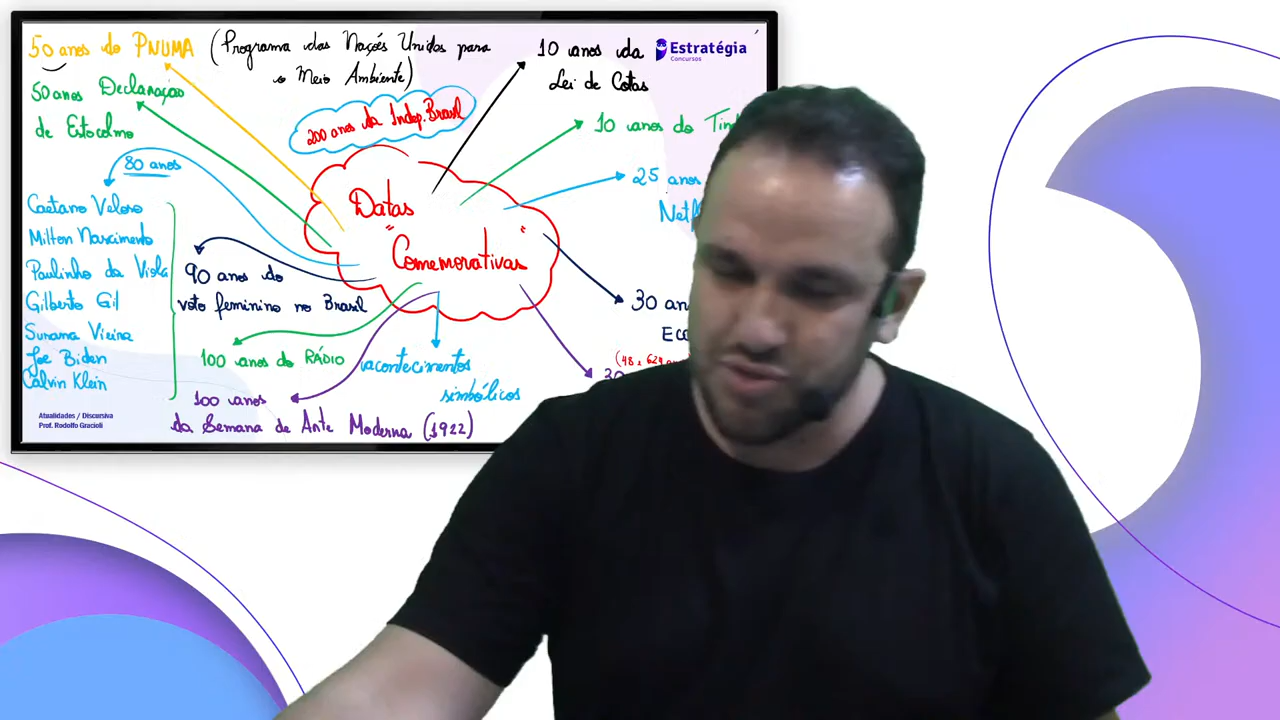 50 anos do PNUMA (Programa das Nações Unidas para
o Meio Ambiente)
50 anos Declaração
de Estocolmo
200 anos da Indep. Brasil
10 anos da
Lei de Cotas
Estratégia
Concursos
10 anos do
25 anos
80 anos
Caetano Veloso
Milton Nascimento
Paulinho da Viola
Gilberto Gil
Susana Vieira
Joe Biden
Calvin Klein
Datas
"Comemorativas"
90 anos do
voto feminino no Brasil
30
100 anos do RÁDIO
acontecimentos
simbólicos
100 anos
da Semana de Arte Moderna (1922)
Atualidades / Discursiva
Prof. Rodolfo Gracioli